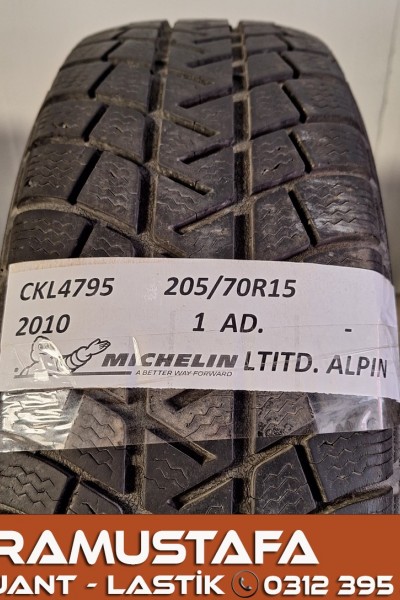 CKL4795 205/70R15
2010 1 AD. -
MICHELIN LTITD. ALPIN
A BETTER WAY FORWARD
RAMUSTAFA
JANT - LASTİK 0312 395